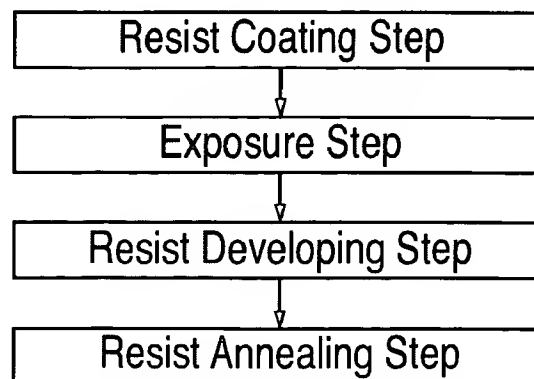 Resist Coating Step
Exposure Step
Resist Developing Step
Resist Annealing Step